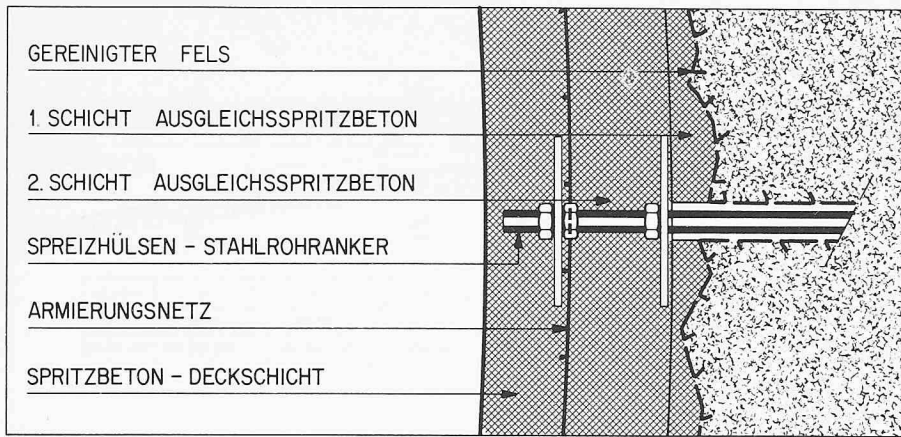 GEREINIGTER FELS
1. SCHICHT AUSGLEICHSSPRITZBETON
2. SCHICHT AUSGLEICHSSPRITZBETON
SPREIZHÜLSEN - STAHLROHRANKER
ARMIERUNGSNETZ
SPRITZBETON - DECKSCHICHT